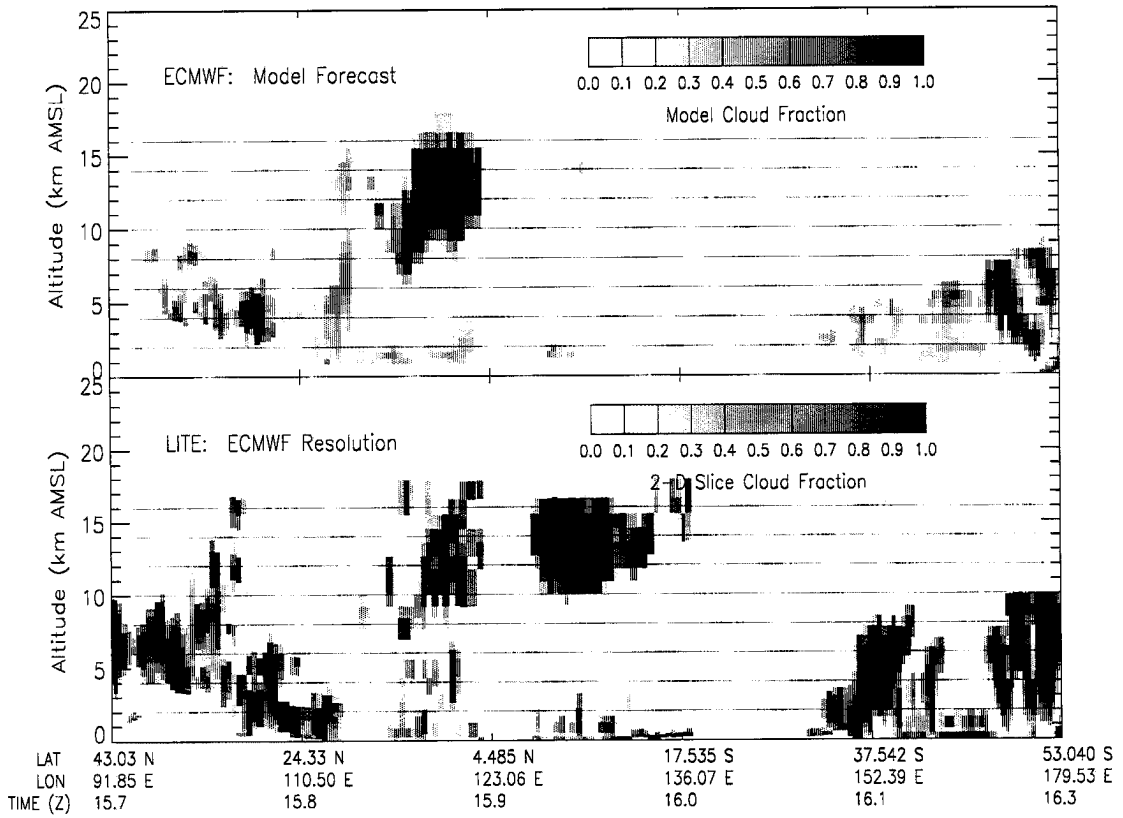 25
20
15
10
5
0
Altitude (km AMSL)
ECMWF: Model Forecast
0.0 0.1 0.2 0.3 0.4 0.5 0.6 0.7 0.8 0.9 1.0
Model Cloud Fraction
25
20
15
10
5
0
Altitude (km AMSL)
LITE: ECMWF Resolution
0.0 0.1 0.2 0.3 0.4 0.5 0.6 0.7 0.8 0.9 1.0
2-D Slice Cloud Fraction
LAT 43.03 N 24.33 N 4.485 N 17.535 S 37.542 S 53.040 S
LON 91.85 E 110.50 E 123.06 E 136.07 E 152.39 E 179.53 E
TIME (Z) 15.7 15.8 15.9 16.0 16.1 16.3